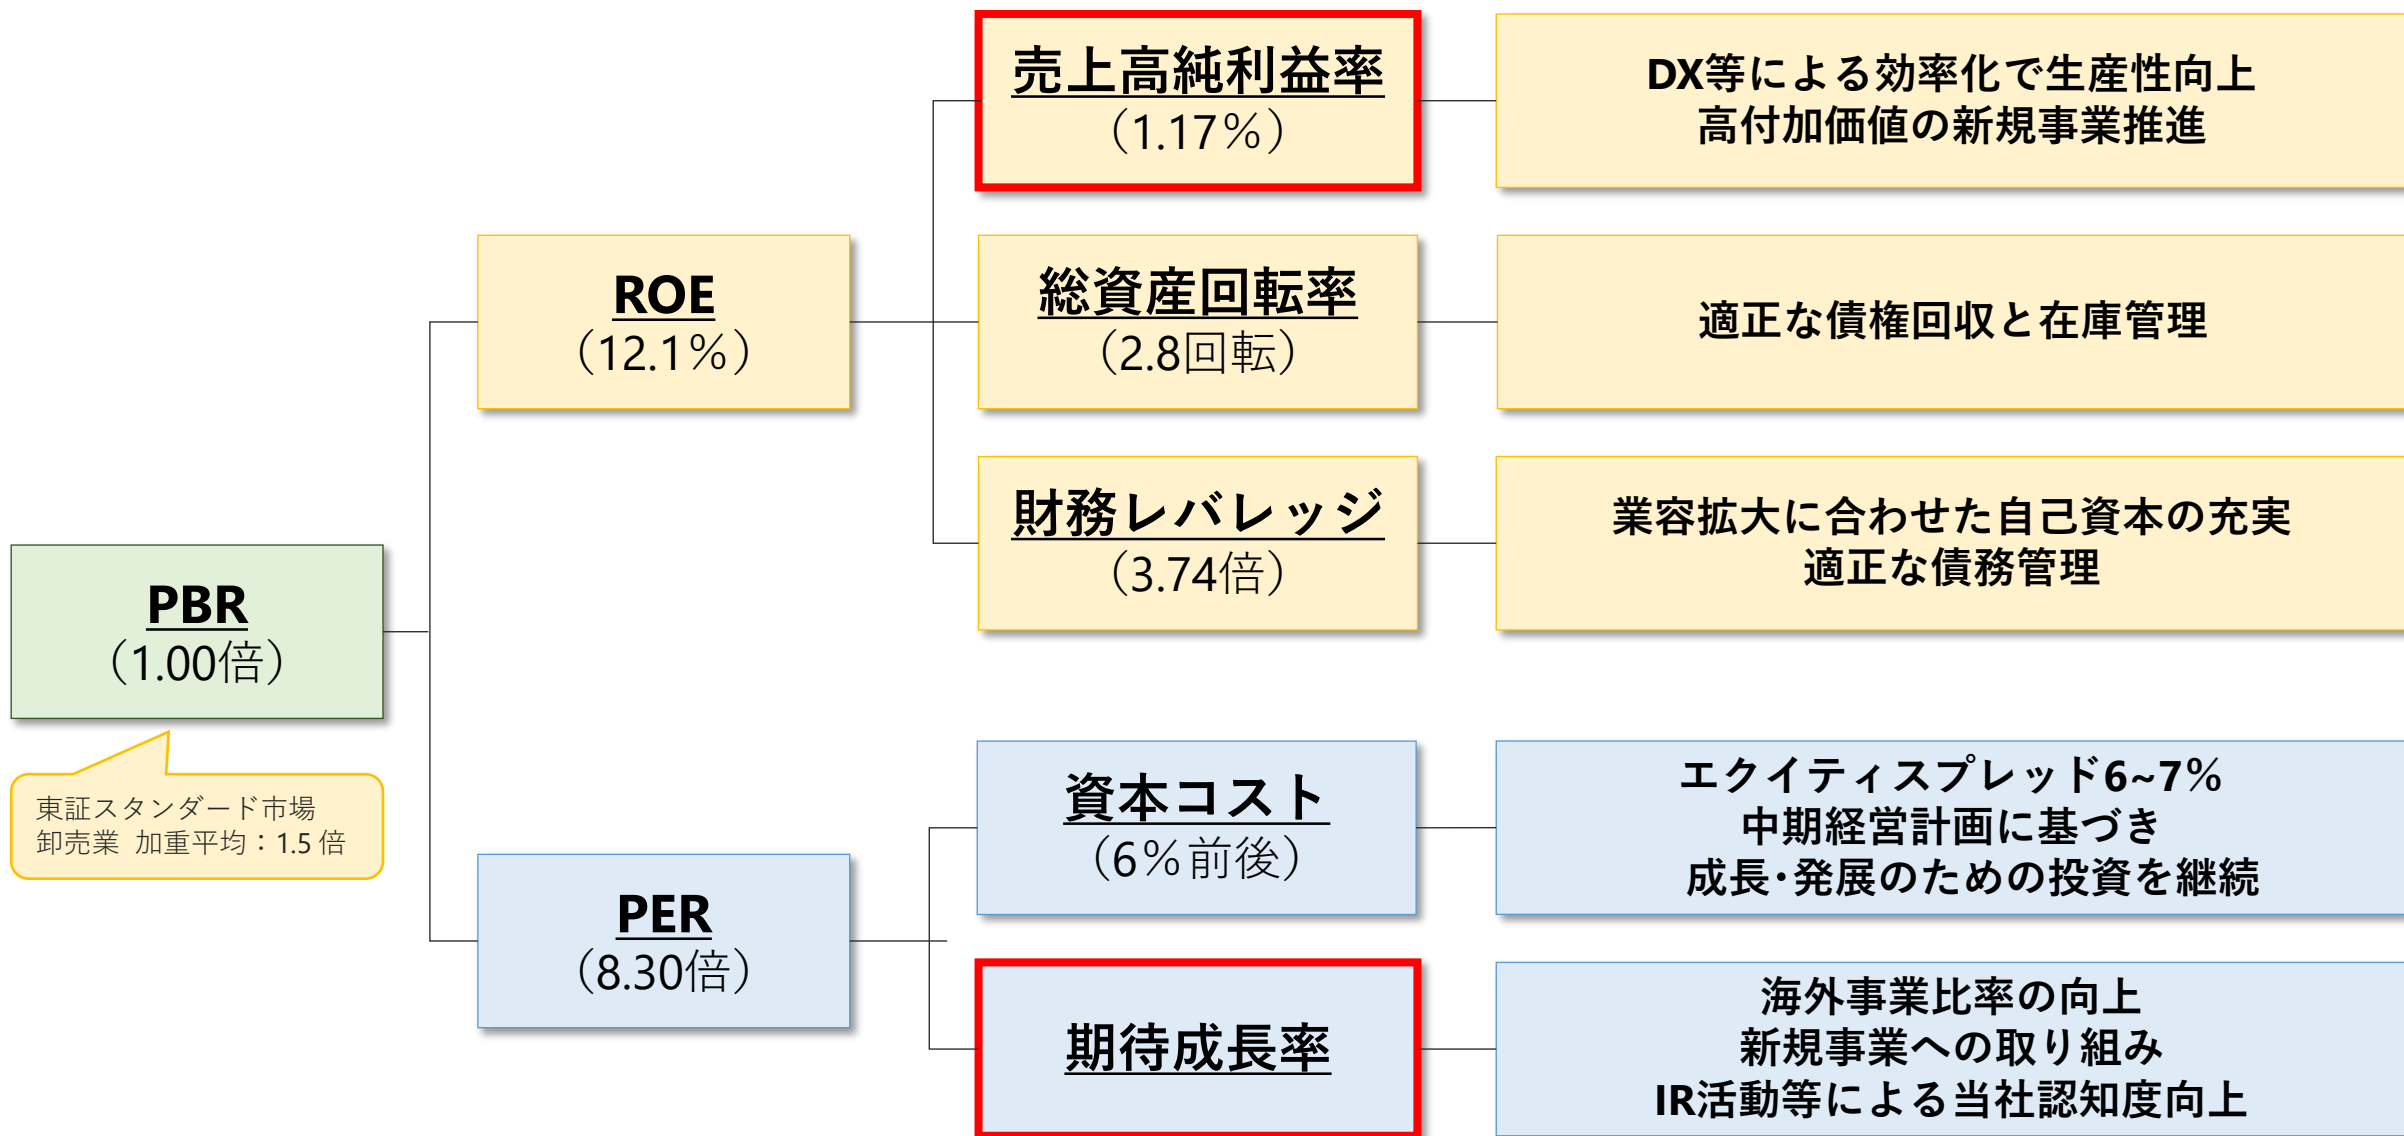 売上高純利益率
（1.17％）
DX等による効率化で生産性向上
高付加価値の新規事業推進
ROE
（12.1％）
総資産回転率
（2.8回転）
適正な債権回収と在庫管理
財務レバレッジ
（3.74倍）
業容拡大に合わせた自己資本の充実
適正な債務管理
PBR
（1.00倍）
東証スタンダード市場
卸売業 加重平均：1.5 倍
PER
（8.30倍）
資本コスト
（6％前後）
エクイティスプレッド6~7％
中期経営計画に基づき
成長･発展のための投資を継続
期待成長率
海外事業比率の向上
新規事業への取り組み
IR活動等による当社認知度向上